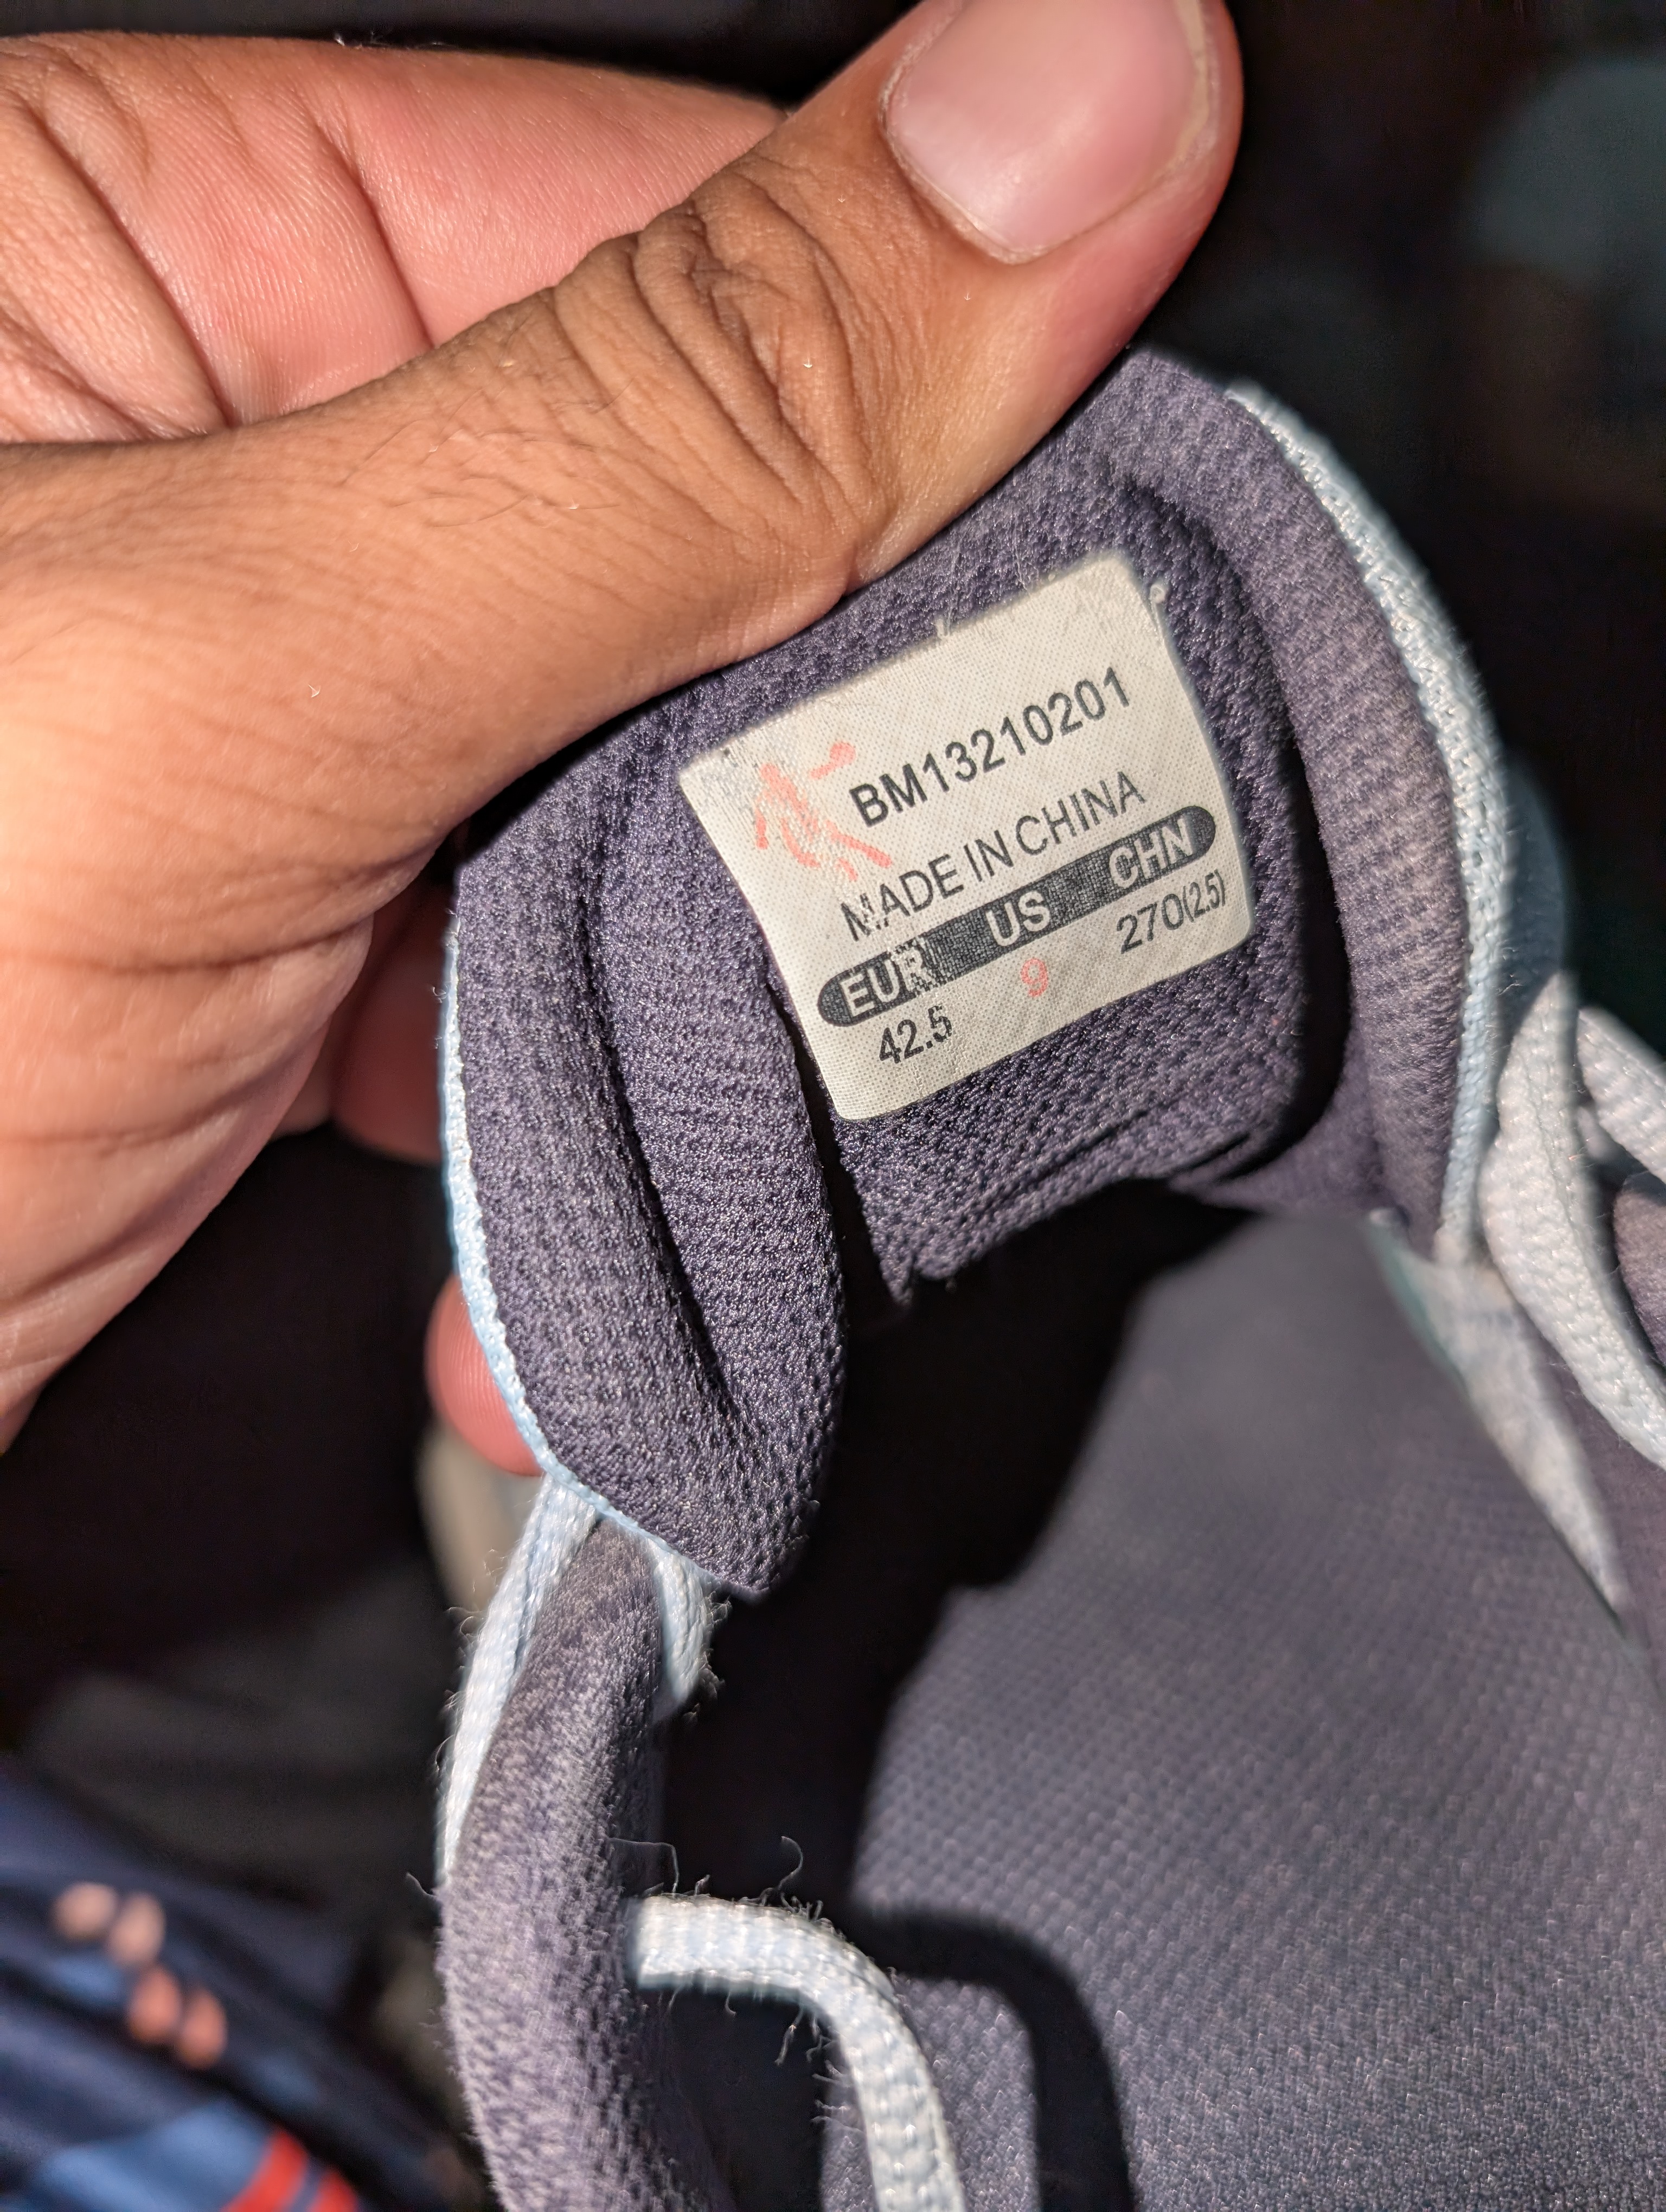 BM13210201
MADE IN CHINA
EUR US CHN
42.5 9 270(2.5)